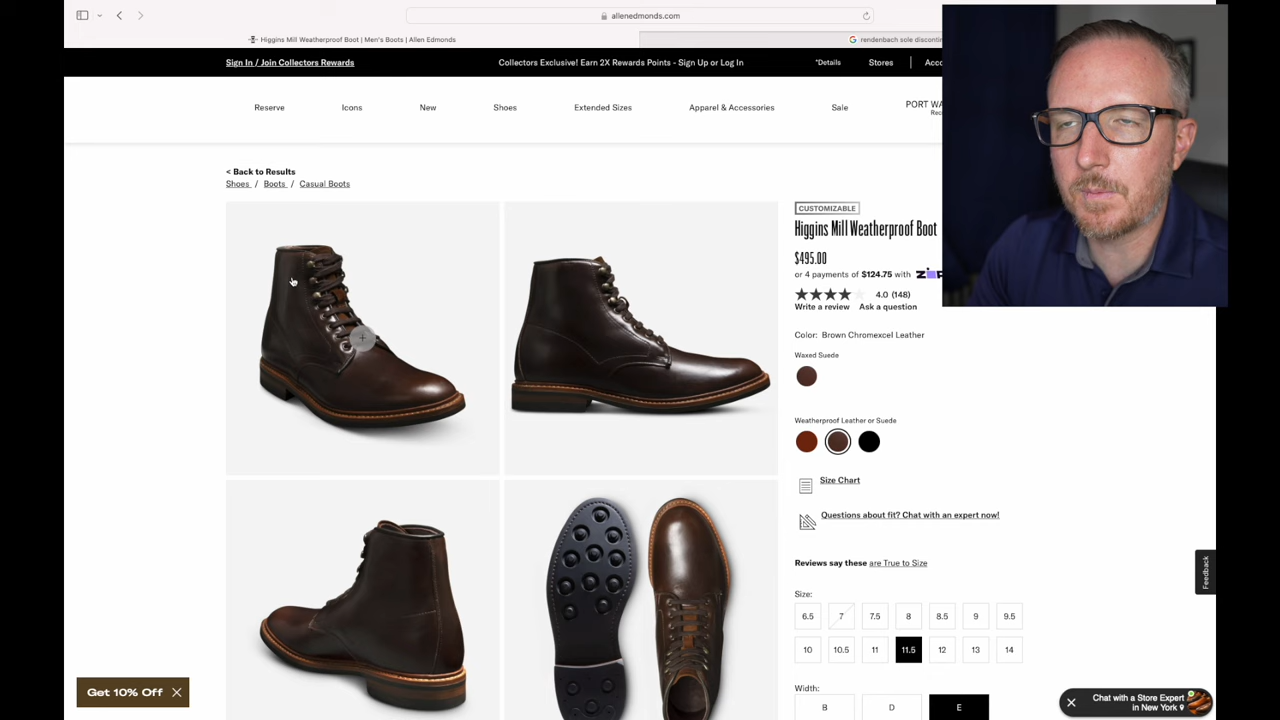 allenedmonds.com
Higgins Mill Weatherproof Boot | Men's Boots | Allen Edmonds
rendenbach sole discontin
Sign In / Join Collectors Rewards
Collectors Exclusive! Earn 2X Rewards Points - Sign Up or Log In
*Details
Stores
Acco
Reserve
Icons
New
Shoes
Extended Sizes
Apparel & Accessories
Sale
PORT WA
Rec
< Back to Results
Shoes / Boots / Casual Boots
CUSTOMIZABLE
Higgins Mill Weatherproof Boot
$495.00
or 4 payments of $124.75 with zip
4.0 (148)
Write a review Ask a question
Color: Brown Chromexcel Leather
Waxed Suede
Weatherproof Leather or Suede
Size Chart
Questions about fit? Chat with an expert now!
Reviews say these are True to Size
Size:
6.5 7 7.5 8 8.5 9 9.5
10 10.5 11 11.5 12 13 14
Width:
B D E
Feedback
Get 10% Off
Chat with a Store Expert
in New York